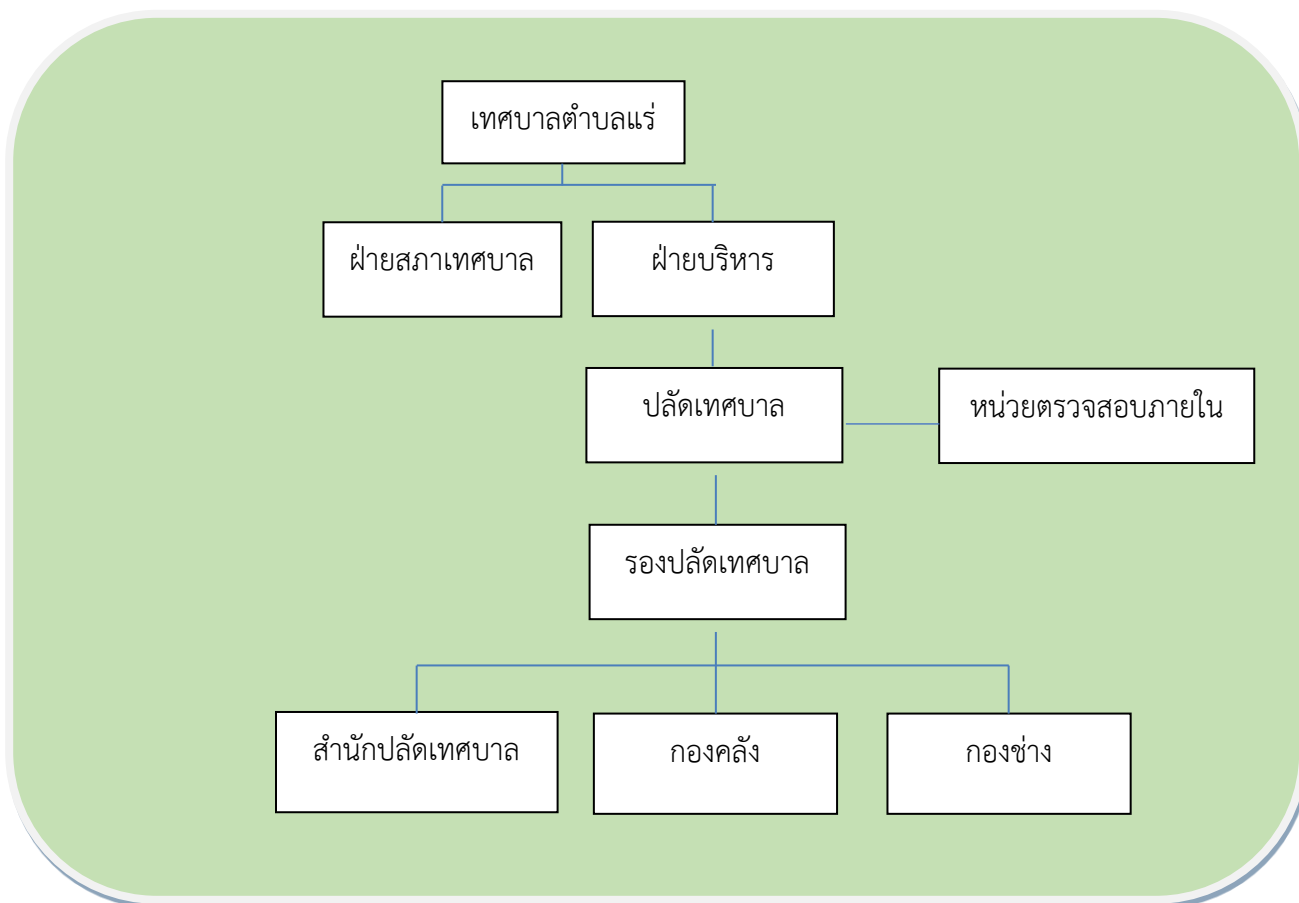 เทศบาลตำบลแร่
ฝ่ายสภาเทศบาล
ฝ่ายบริหาร
ปลัดเทศบาล
หน่วยตรวจสอบภายใน
รองปลัดเทศบาล
สำนักปลัดเทศบาล
กองคลัง
กองช่าง